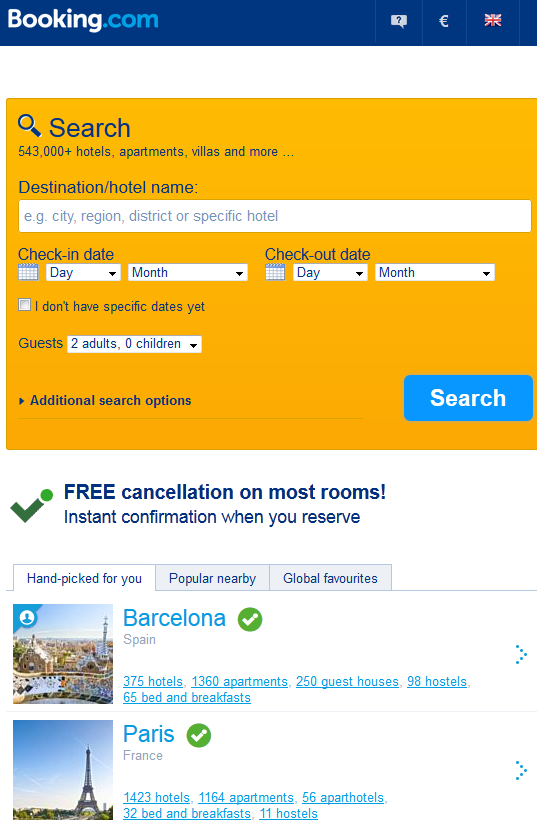 Booking.com
€
Search
543,000+ hotels, apartments, villas and more ...
Destination/hotel name:
e.g. city, region, district or specific hotel
Check-in date Check-out date
Day Month Day Month
I don't have specific dates yet
Guests 2 adults, 0 children
Additional search options
Search
FREE cancellation on most rooms!
Instant confirmation when you reserve
Hand-picked for you Popular nearby Global favourites
Barcelona
Spain
375 hotels, 1360 apartments, 250 guest houses, 98 hostels,
65 bed and breakfasts
Paris
France
1423 hotels, 1164 apartments, 56 aparthotels,
32 bed and breakfasts, 11 hostels